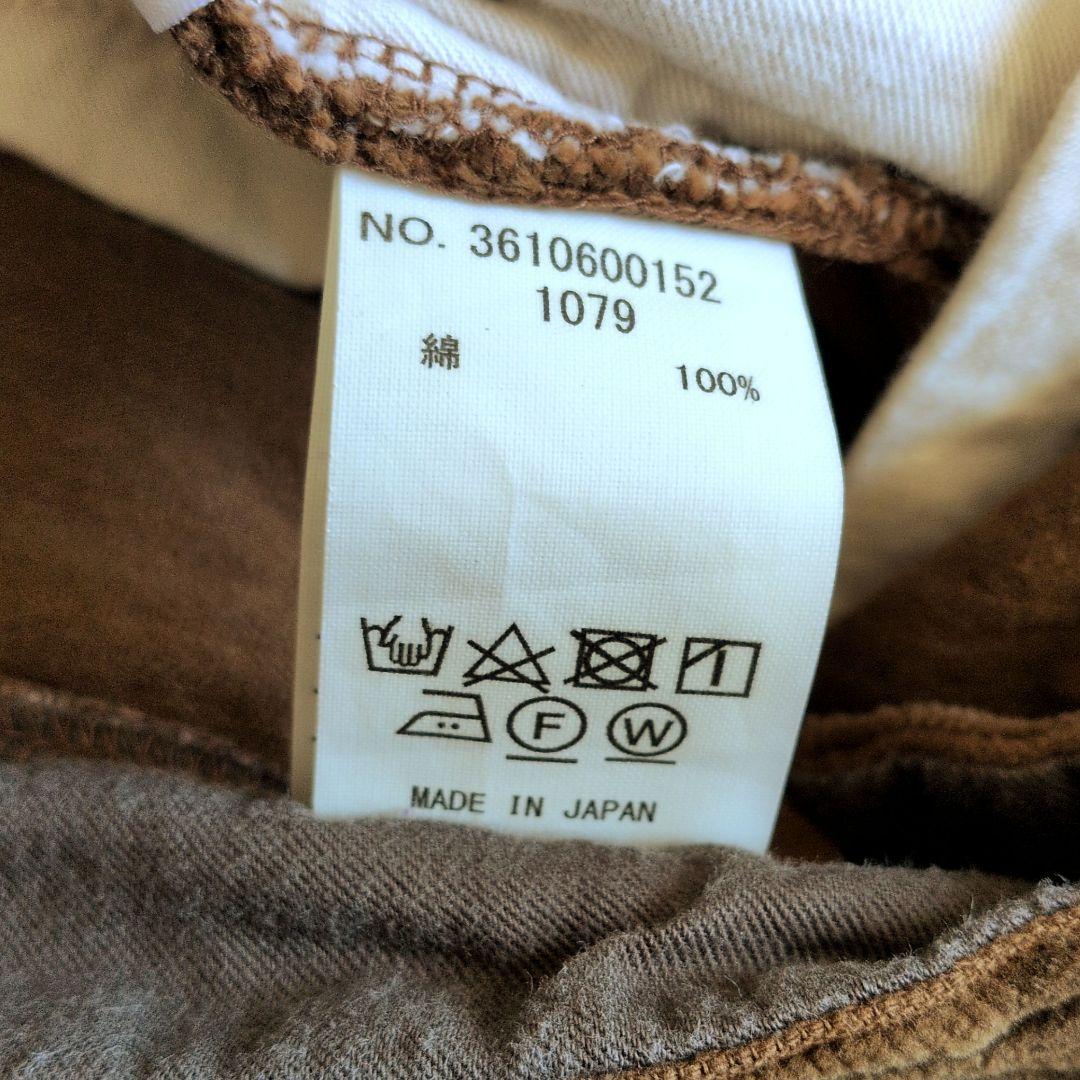 NO. 3610600152
1079
綿 100%
F W
MADE IN JAPAN